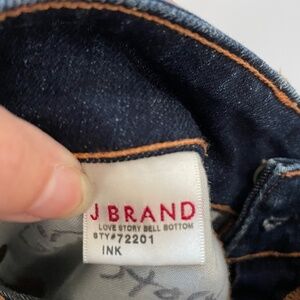 J BRAND
LOVE STORY BELL BOTTOM
STY#72201
INK